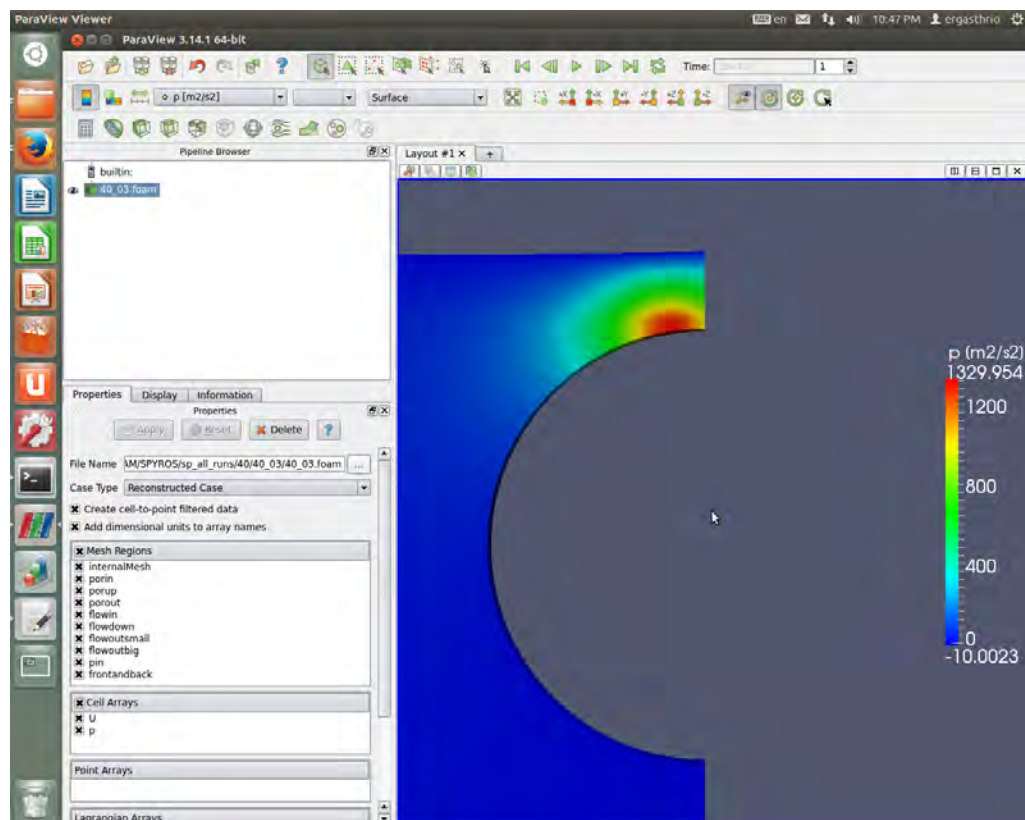 ParaView Viewer en 10:47 PM ergasthrio
ParaView 3.14.1 64-bit
Time: 1
p [m2/s2] Surface
Pipeline Browser
Layout #1
builtin:
40_03.foam
p (m2/s2)
1329.954
1200
800
400
0
-10.0023
Properties Display Information
Properties
Apply Reset Delete ?
File Name \M/SPYROS/sp_all_runs/40/40_03/40_03.foam ...
Case Type Reconstructed Case
Create cell-to-point filtered data
Add dimensional units to array names
Mesh Regions
internalMesh
porin
porup
porout
flowin
flowdown
flowoutsmall
flowoutbig
pin
frontandback
Cell Arrays
U
p
Point Arrays
Lagrangian Arrays